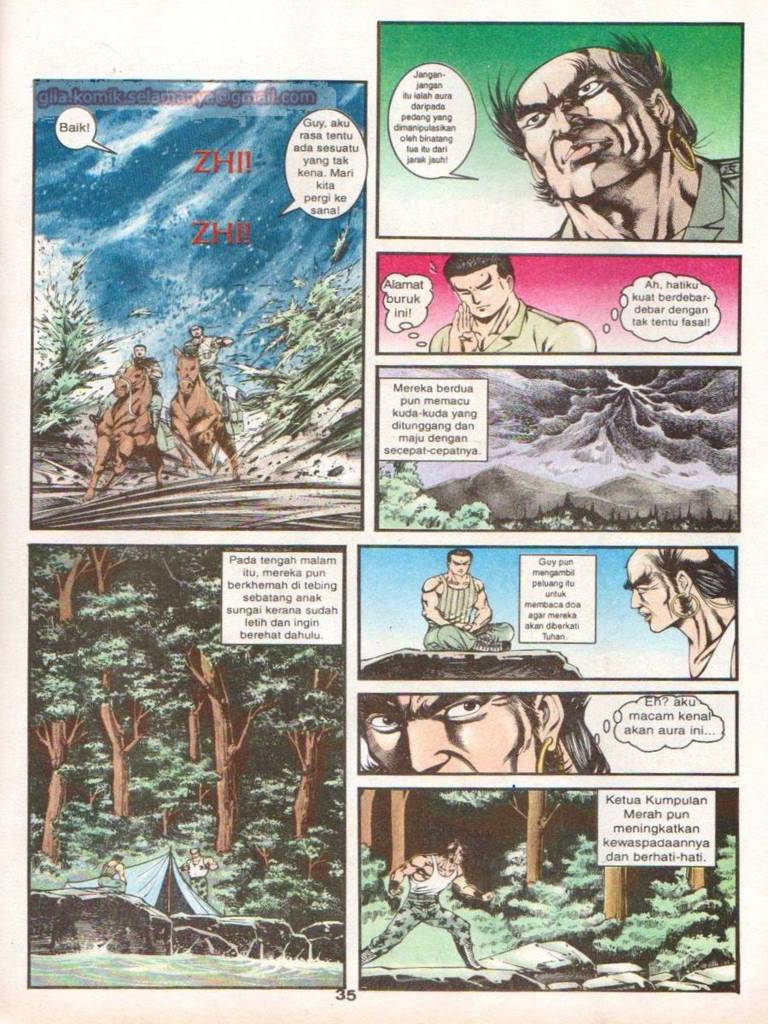 gila.komik.selamanya@gmail.com
Baik!
ZHI!
ZHI!
Guy, aku
rasa tentu
ada sesuatu
yang tak
kena. Mari
kita
pergi ke
sana!
Jangan-
jangan
itu ialah aura
daripada
pedang yang
dimanipulasikan
oleh binatang
tua itu dari
jarak jauh!
Alamat
buruk
ini!
Ah, hatiku
kuat berdebar-
debar dengan
tak tentu fasal!
Mereka berdua
pun memacu
kuda-kuda yang
ditunggang dan
maju dengan
secepat-cepatnya.
Pada tengah malam
itu, mereka pun
berkhemah di tebing
sebatang anak
sungai kerana sudah
letih dan ingin
berehat dahulu.
Guy pun
mengambil
peluang itu
untuk
membaca doa
agar mereka
akan diberkati
Tuhan.
Eh? aku
macam kenal
akan aura ini...
Ketua Kumpulan
Merah pun
meningkatkan
kewaspadaannya
dan berhati-hati.
35